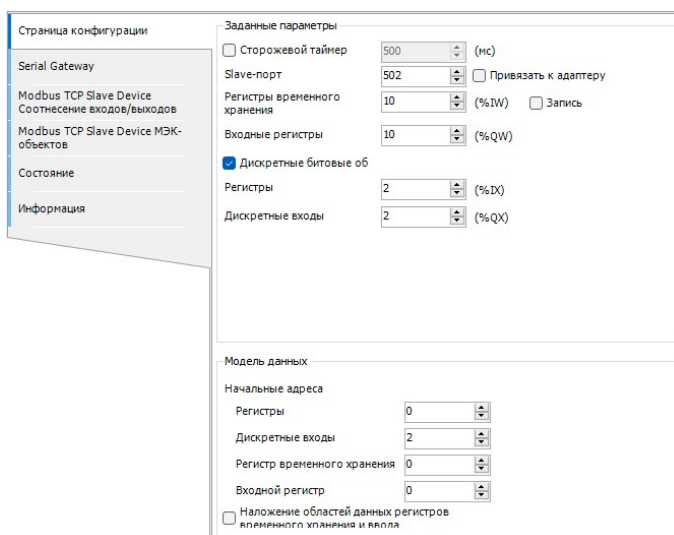 Страница конфигурации
Serial Gateway
Modbus TCP Slave Device
Соотнесение входов/выходов
Modbus TCP Slave Device МЭК-
объектов
Состояние
Информация
Заданные параметры
Сторожевой таймер 500 (мс)
Slave-порт 502 Привязать к адаптеру
Регистры временного
хранения 10 (%IW) Запись
Входные регистры 10 (%QW)
Дискретные битовые об
Регистры 2 (%IX)
Дискретные входы 2 (%QX)
Модель данных
Начальные адреса
Регистры 0
Дискретные входы 2
Регистр временного хранения 0
Входной регистр 0
Наложение областей данных регистров
временного хранения и ввода